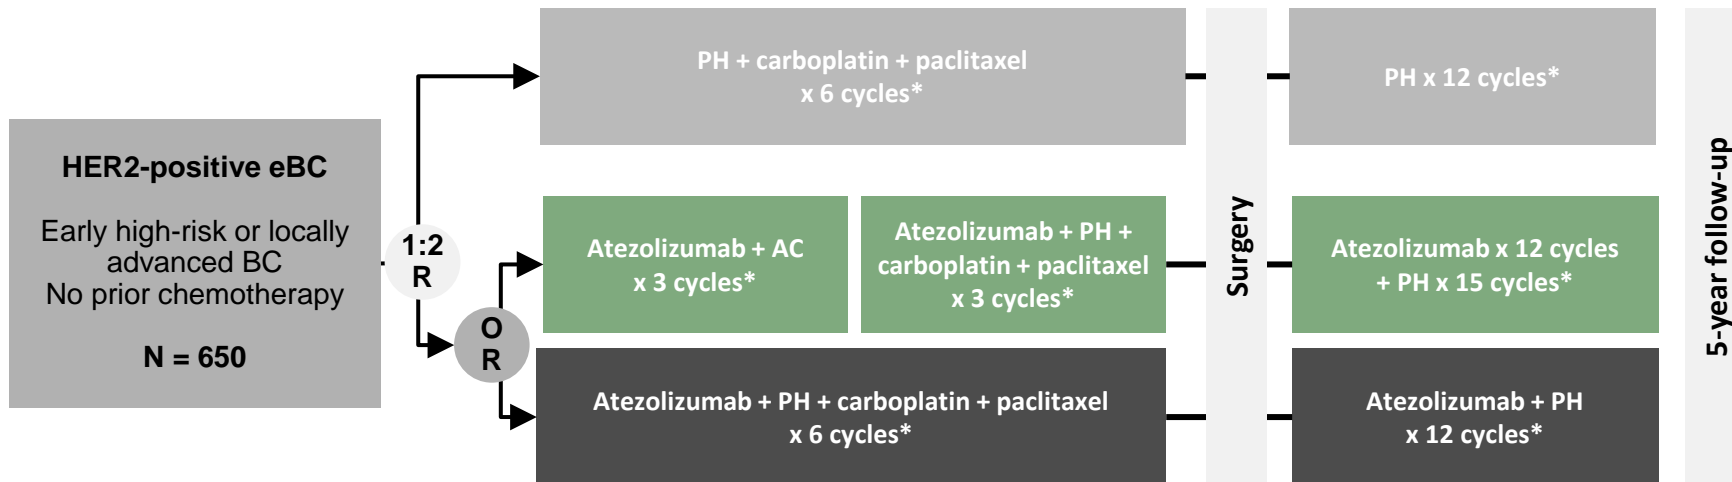 HER2-positive eBC
Early high-risk or locally
advanced BC
No prior chemotherapy
N = 650
1:2
R
O
R
PH + carboplatin + paclitaxel
x 6 cycles*
Atezolizumab + AC
x 3 cycles*
Atezolizumab + PH +
carboplatin + paclitaxel
x 3 cycles*
Atezolizumab + PH + carboplatin + paclitaxel
x 6 cycles*
Surgery
PH x 12 cycles*
Atezolizumab x 12 cycles
+ PH x 15 cycles*
Atezolizumab + PH
x 12 cycles*
5-year follow-up